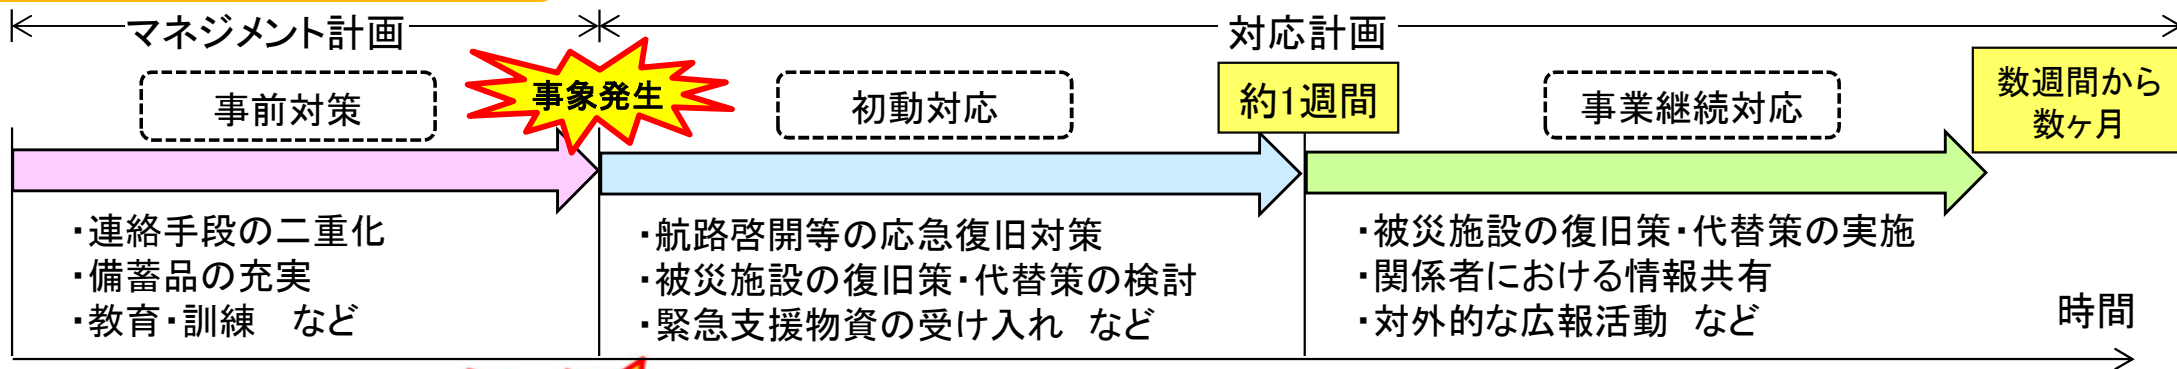 マネジメント計画
対応計画
事前対策
事象発生
初動対応
約1週間
事業継続対応
数週間から
数ヶ月
・連絡手段の二重化
・備蓄品の充実
・教育・訓練　など
・航路啓開等の応急復旧対策
・被災施設の復旧策・代替策の検討
・緊急支援物資の受け入れ　など
・被災施設の復旧策・代替策の実施
・関係者における情報共有
・対外的な広報活動　など
時間